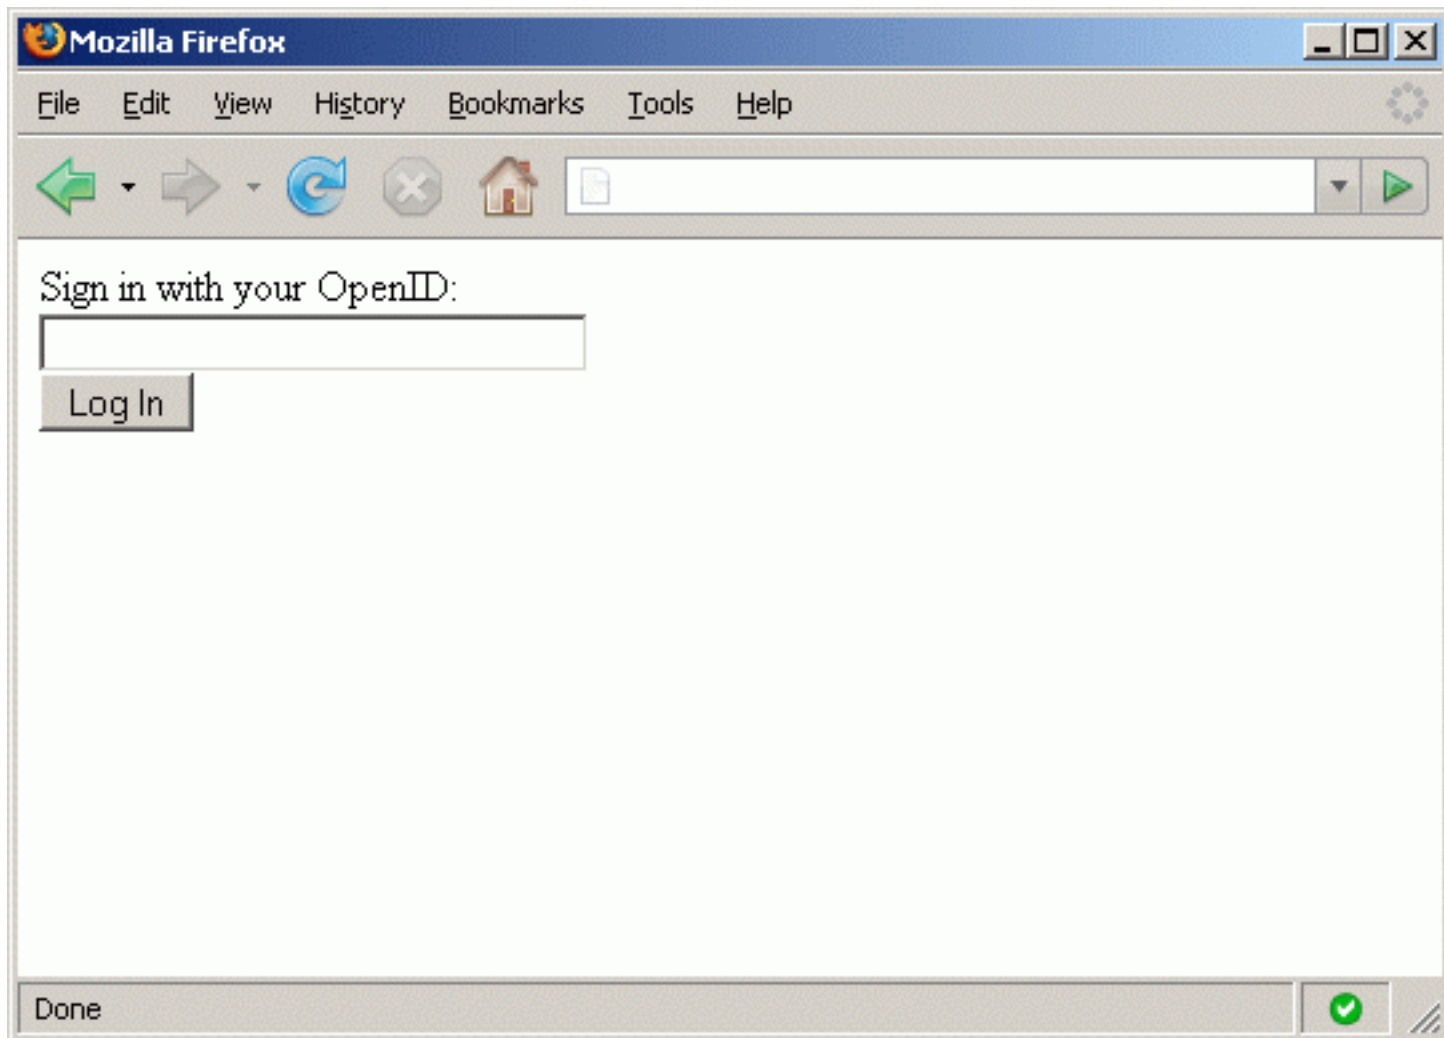 Mozilla Firefox
File Edit View History Bookmarks Tools Help
Sign in with your OpenID:
Log In
Done